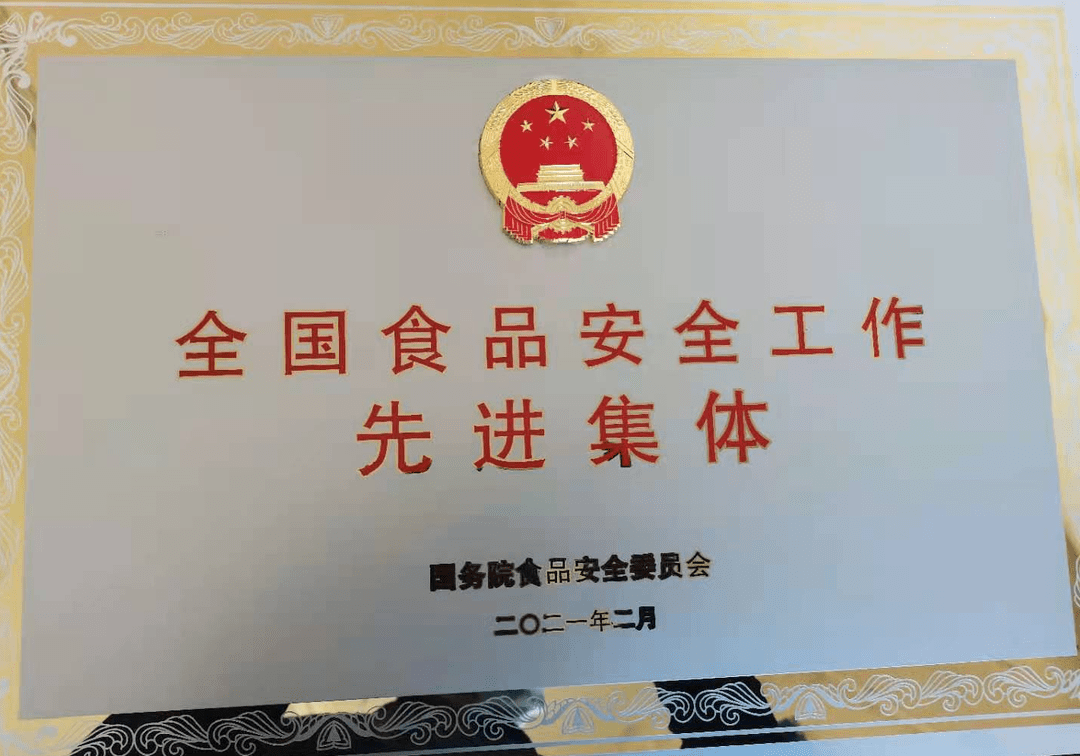 全国食品安全工作
先进集体
国务院食品安全委员会
二〇二一年二月